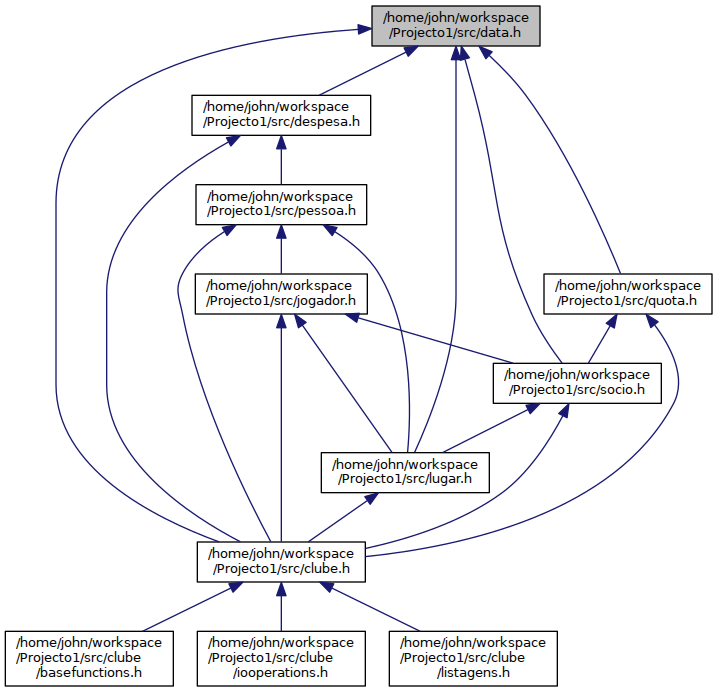 /home/john/workspace
/Projecto1/src/data.h
/home/john/workspace
/Projecto1/src/despesa.h
/home/john/workspace
/Projecto1/src/pessoa.h
/home/john/workspace
/Projecto1/src/jogador.h
/home/john/workspace
/Projecto1/src/quota.h
/home/john/workspace
/Projecto1/src/socio.h
/home/john/workspace
/Projecto1/src/lugar.h
/home/john/workspace
/Projecto1/src/clube.h
/home/john/workspace
/Projecto1/src/clube
/basefunctions.h
/home/john/workspace
/Projecto1/src/clube
/iooperations.h
/home/john/workspace
/Projecto1/src/clube
/listagens.h